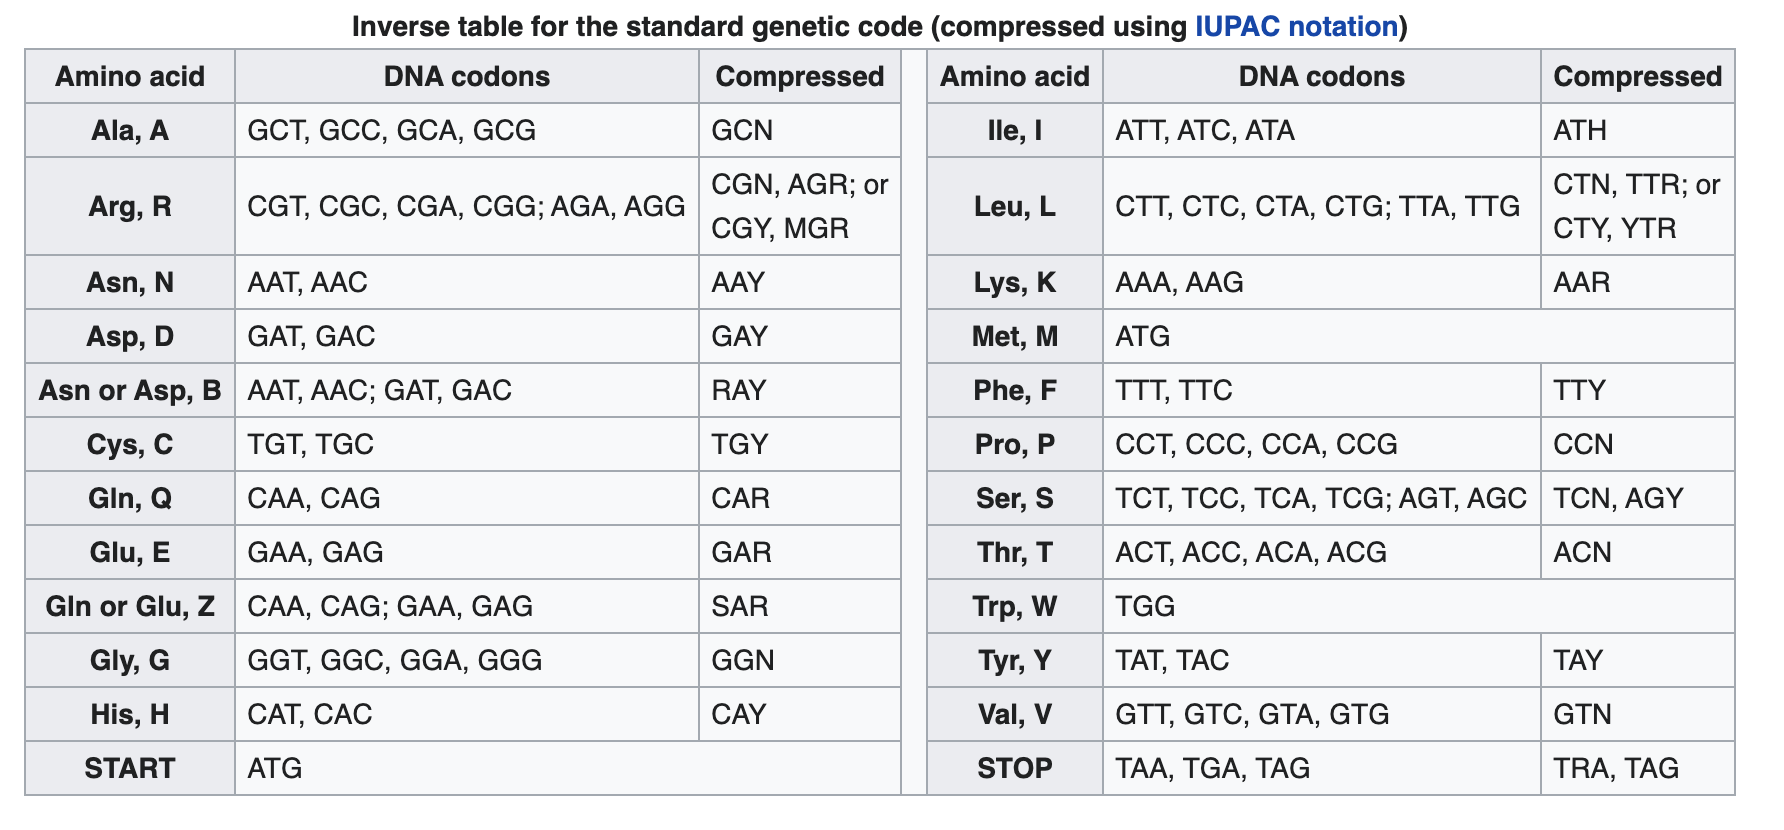 Inverse table for the standard genetic code (compressed using IUPAC notation)
Amino acid DNA codons Compressed Amino acid DNA codons Compressed
Ala, A GCT, GCC, GCA, GCG GCN Ile, I ATT, ATC, ATA ATH
Arg, R CGT, CGC, CGA, CGG; AGA, AGG CGN, AGR; or Leu, L CTT, CTC, CTA, CTG; TTA, TTG CTN, TTR; or
CGY, MGR CTY, YTR
Asn, N AAT, AAC AAY Lys, K AAA, AAG AAR
Asp, D GAT, GAC GAY Met, M ATG
Asn or Asp, B AAT, AAC; GAT, GAC RAY Phe, F TTT, TTC TTY
Cys, C TGT, TGC TGY Pro, P CCT, CCC, CCA, CCG CCN
Gln, Q CAA, CAG CAR Ser, S TCT, TCC, TCA, TCG; AGT, AGC TCN, AGY
Glu, E GAA, GAG GAR Thr, T ACT, ACC, ACA, ACG ACN
Gln or Glu, Z CAA, CAG; GAA, GAG SAR Trp, W TGG
Gly, G GGT, GGC, GGA, GGG GGN Tyr, Y TAT, TAC TAY
His, H CAT, CAC CAY Val, V GTT, GTC, GTA, GTG GTN
START ATG STOP TAA, TGA, TAG TRA, TAG